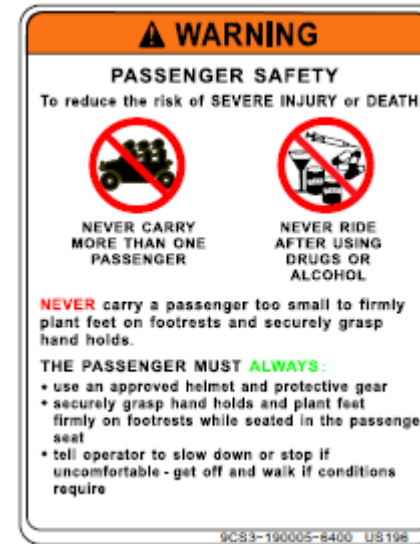 WARNING
PASSENGER SAFETY
To reduce the risk of SEVERE INJURY or DEATH
NEVER CARRY
MORE THAN ONE
PASSENGER
NEVER RIDE
AFTER USING
DRUGS OR
ALCOHOL
NEVER carry a passenger too small to firmly
plant feet on footrests and securely grasp
hand holds.
THE PASSENGER MUST ALWAYS:
• use an approved helmet and protective gear
• securely grasp hand holds and plant feet
firmly on footrests while seated in the passenge
seat
• tell operator to slow down or stop if
uncomfortable - get off and walk if conditions
require
9CS3-190005-6400 US196